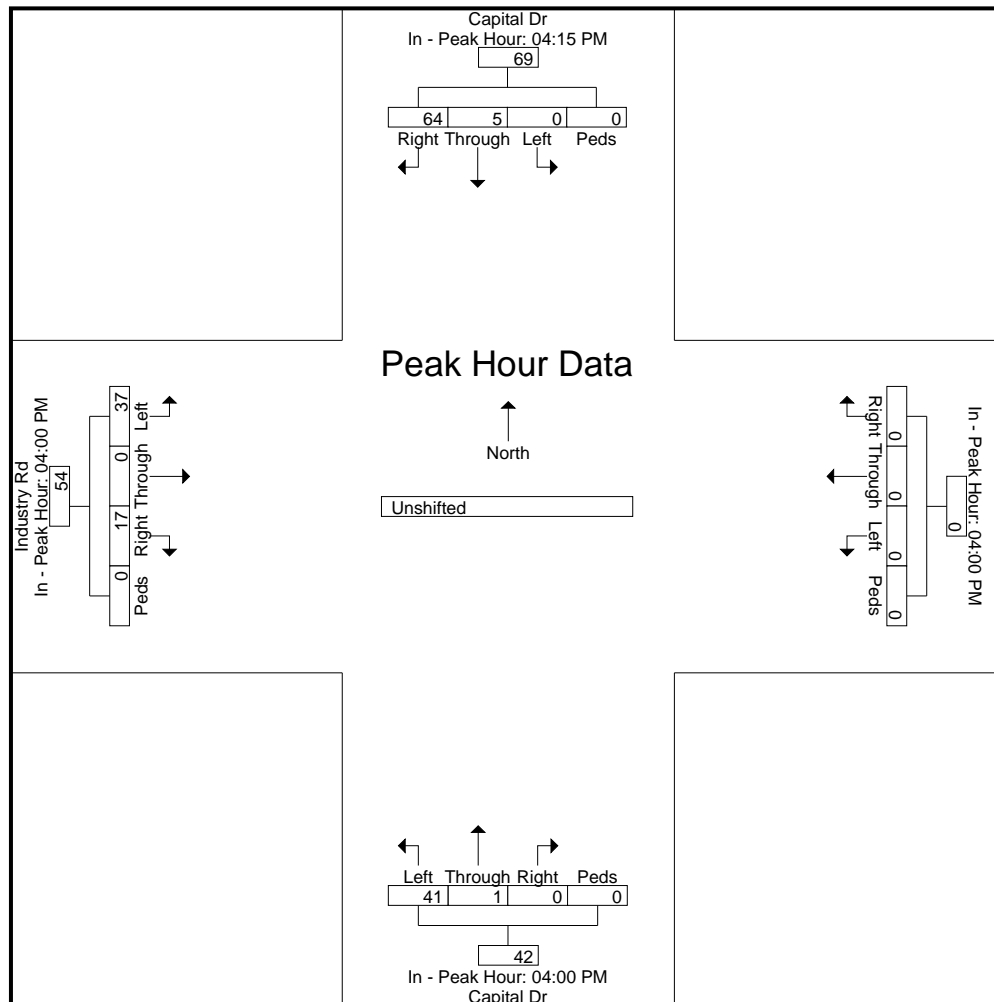 Capital Dr
In - Peak Hour: 04:15 PM
69
64 5 0 0
Right Through Left Peds
Peak Hour Data
North
Unshifted
Industry Rd
In - Peak Hour: 04:00 PM
54
37 0 17 0
Left Through Right Peds
In - Peak Hour: 04:00 PM
0
0 0 0 0
Right Through Left Peds
Left Through Right Peds
41 1 0 0
42
In - Peak Hour: 04:00 PM
Capital Dr